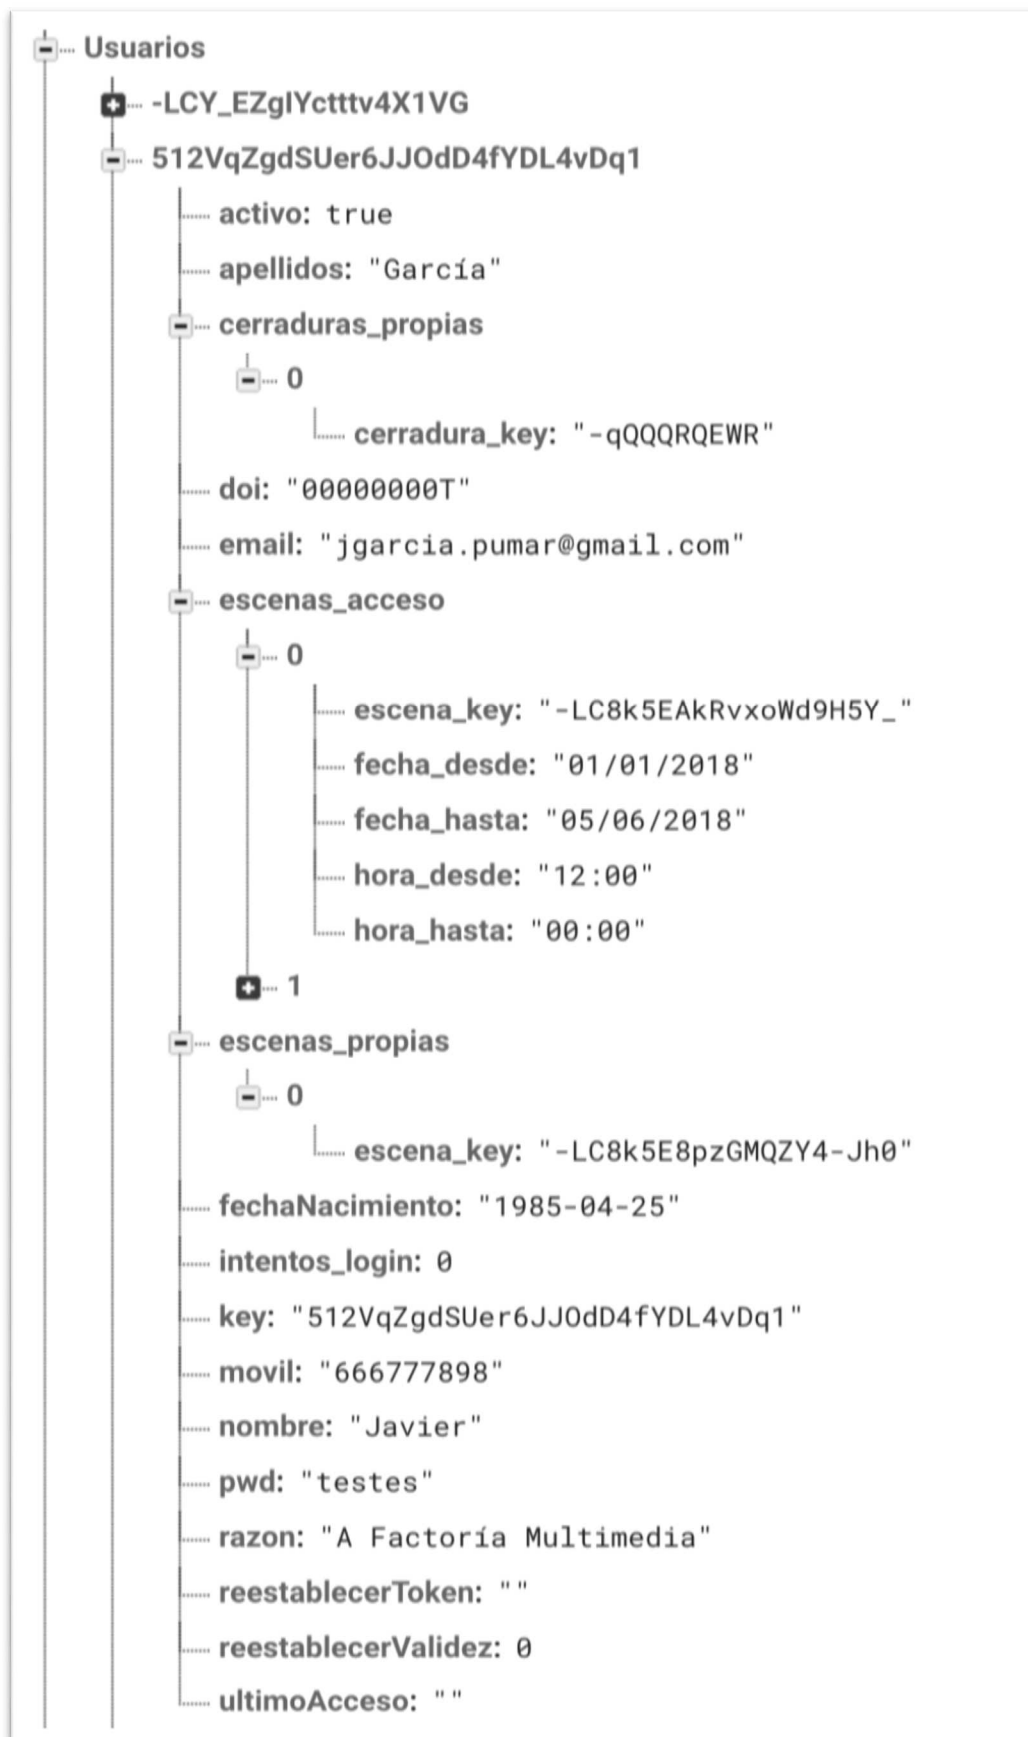 Usuarios
-LCY_EZglYctttv4X1VG
512VqZgdSUer6JJOdD4fYDL4vDq1
activo: true
apellidos: "García"
cerraduras_propias
0
cerradura_key: "-qQQQRQEWR"
doi: "00000000T"
email: "jgarcia.pumar@gmail.com"
escenas_acceso
0
escena_key: "-LC8k5EAkRvxoWd9H5Y_"
fecha_desde: "01/01/2018"
fecha_hasta: "05/06/2018"
hora_desde: "12:00"
hora_hasta: "00:00"
1
escenas_propias
0
escena_key: "-LC8k5E8pzGMQZY4-Jh0"
fechaNacimiento: "1985-04-25"
intentos_login: 0
key: "512VqZgdSUer6JJOdD4fYDL4vDq1"
movil: "666777898"
nombre: "Javier"
pwd: "testes"
razon: "A Factoría Multimedia"
reestablecerToken: ""
reestablecerValidez: 0
ultimoAcceso: ""